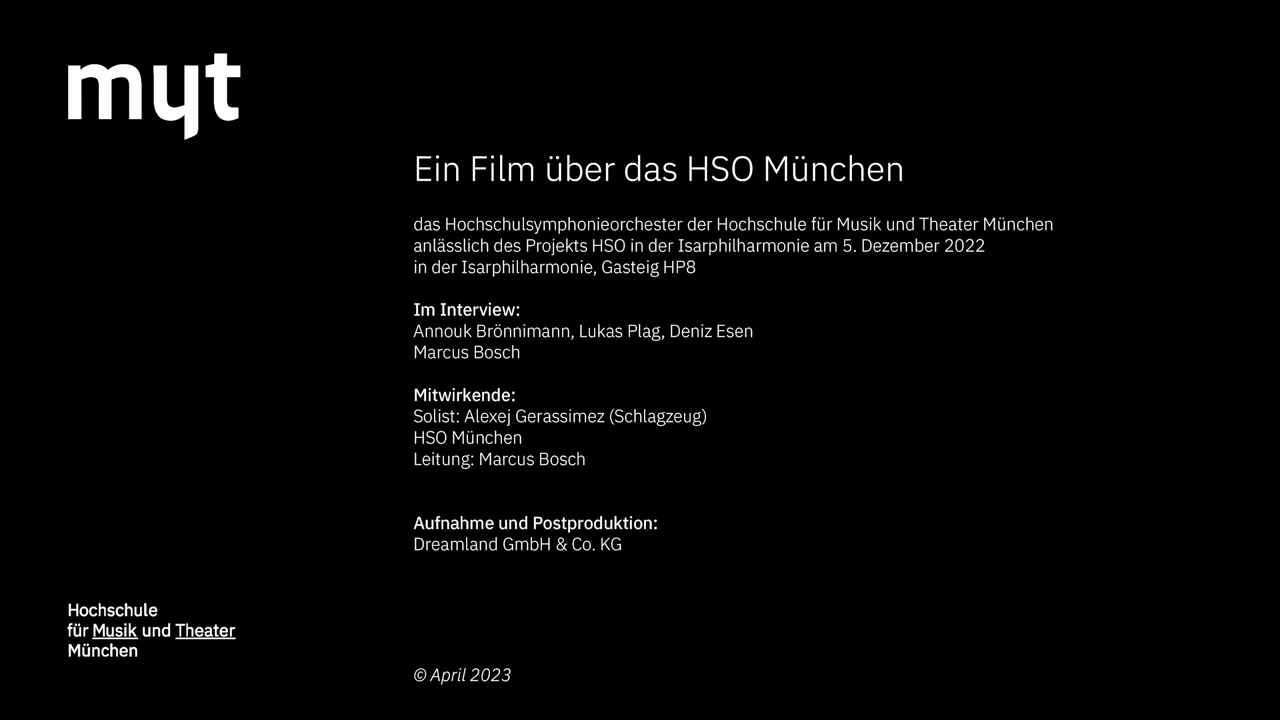 myt
Ein Film über das HSO München
das Hochschulsymphonieorchester der Hochschule für Musik und Theater München
anlässlich des Projekts HSO in der Isarphilharmonie am 5. Dezember 2022
in der Isarphilharmonie, Gasteig HP8
Im Interview:
Annouk Brönnimann, Lukas Plag, Deniz Esen
Marcus Bosch
Mitwirkende:
Solist: Alexej Gerassimez (Schlagzeug)
HSO München
Leitung: Marcus Bosch
Aufnahme und Postproduktion:
Dreamland GmbH & Co. KG
Hochschule
für Musik und Theater
München
© April 2023